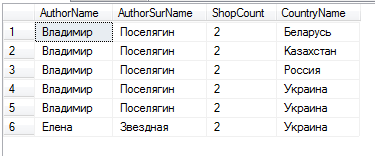 AuthorName AuthorSurName ShopCount CountryName
1 Владимир Поселягин 2 Беларусь
2 Владимир Поселягин 2 Казахстан
3 Владимир Поселягин 2 Россия
4 Владимир Поселягин 2 Украина
5 Владимир Поселягин 2 Украина
6 Елена Звездная 2 Украина